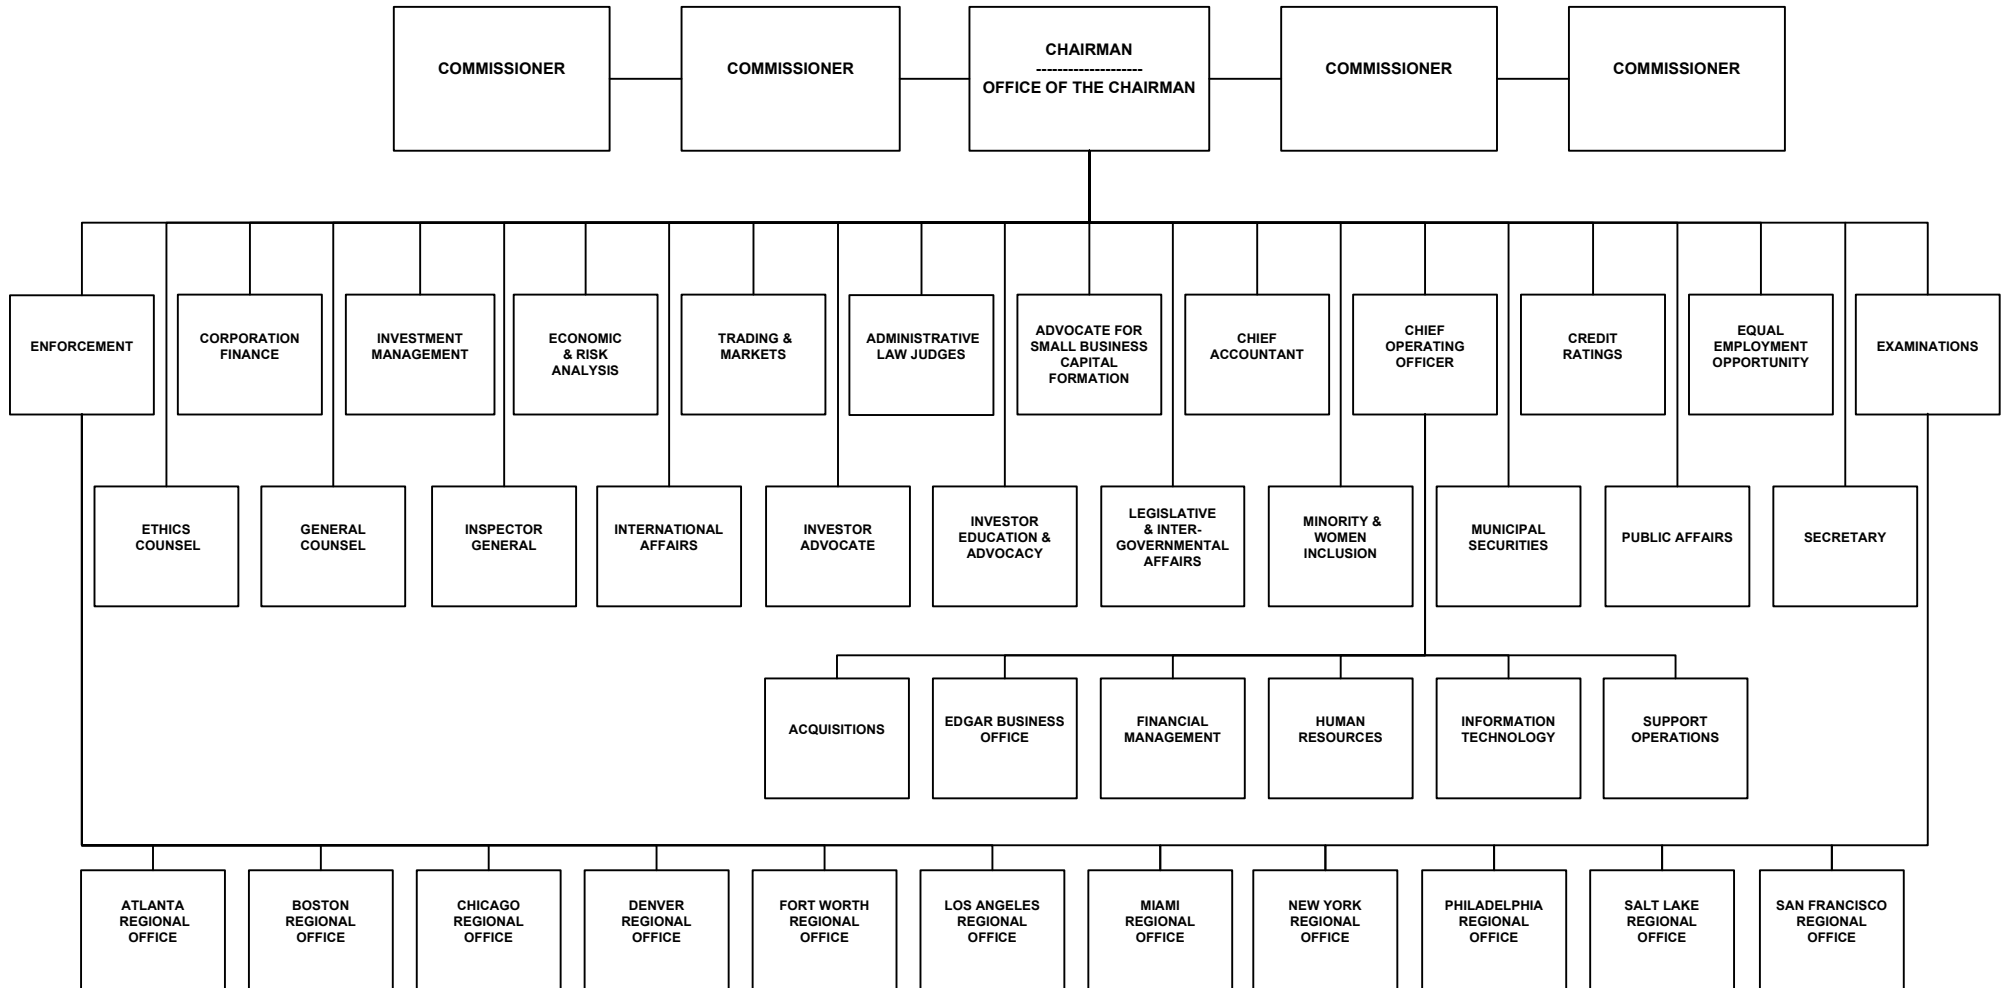 COMMISSIONER
COMMISSIONER
CHAIRMAN
--------------------
OFFICE OF THE CHAIRMAN
COMMISSIONER
COMMISSIONER
ENFORCEMENT
CORPORATION
FINANCE
INVESTMENT
MANAGEMENT
ECONOMIC
& RISK
ANALYSIS
TRADING &
MARKETS
ADMINISTRATIVE
LAW JUDGES
ADVOCATE FOR
SMALL BUSINESS
CAPITAL
FORMATION
CHIEF
ACCOUNTANT
CHIEF
OPERATING
OFFICER
CREDIT
RATINGS
EQUAL
EMPLOYMENT
OPPORTUNITY
EXAMINATIONS
ETHICS
COUNSEL
GENERAL
COUNSEL
INSPECTOR
GENERAL
INTERNATIONAL
AFFAIRS
INVESTOR
ADVOCATE
INVESTOR
EDUCATION &
ADVOCACY
LEGISLATIVE
& INTER-
GOVERNMENTAL
AFFAIRS
MINORITY &
WOMEN
INCLUSION
MUNICIPAL
SECURITIES
PUBLIC AFFAIRS
SECRETARY
ACQUISITIONS
EDGAR BUSINESS
OFFICE
FINANCIAL
MANAGEMENT
HUMAN
RESOURCES
INFORMATION
TECHNOLOGY
SUPPORT
OPERATIONS
ATLANTA
REGIONAL
OFFICE
BOSTON
REGIONAL
OFFICE
CHICAGO
REGIONAL
OFFICE
DENVER
REGIONAL
OFFICE
FORT WORTH
REGIONAL
OFFICE
LOS ANGELES
REGIONAL
OFFICE
MIAMI
REGIONAL
OFFICE
NEW YORK
REGIONAL
OFFICE
PHILADELPHIA
REGIONAL
OFFICE
SALT LAKE
REGIONAL
OFFICE
SAN FRANCISCO
REGIONAL
OFFICE